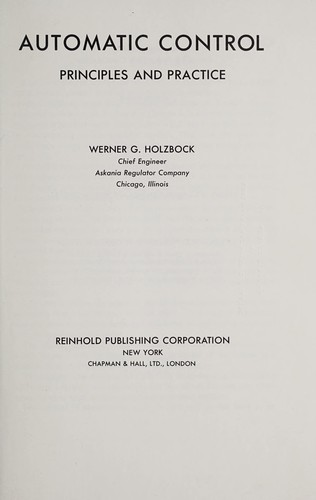 AUTOMATIC CONTROL
PRINCIPLES AND PRACTICE
WERNER G. HOLZBOCK
Chief Engineer
Askania Regulator Company
Chicago, Illinois
REINHOLD PUBLISHING CORPORATION
NEW YORK
CHAPMAN & HALL, LTD., LONDON